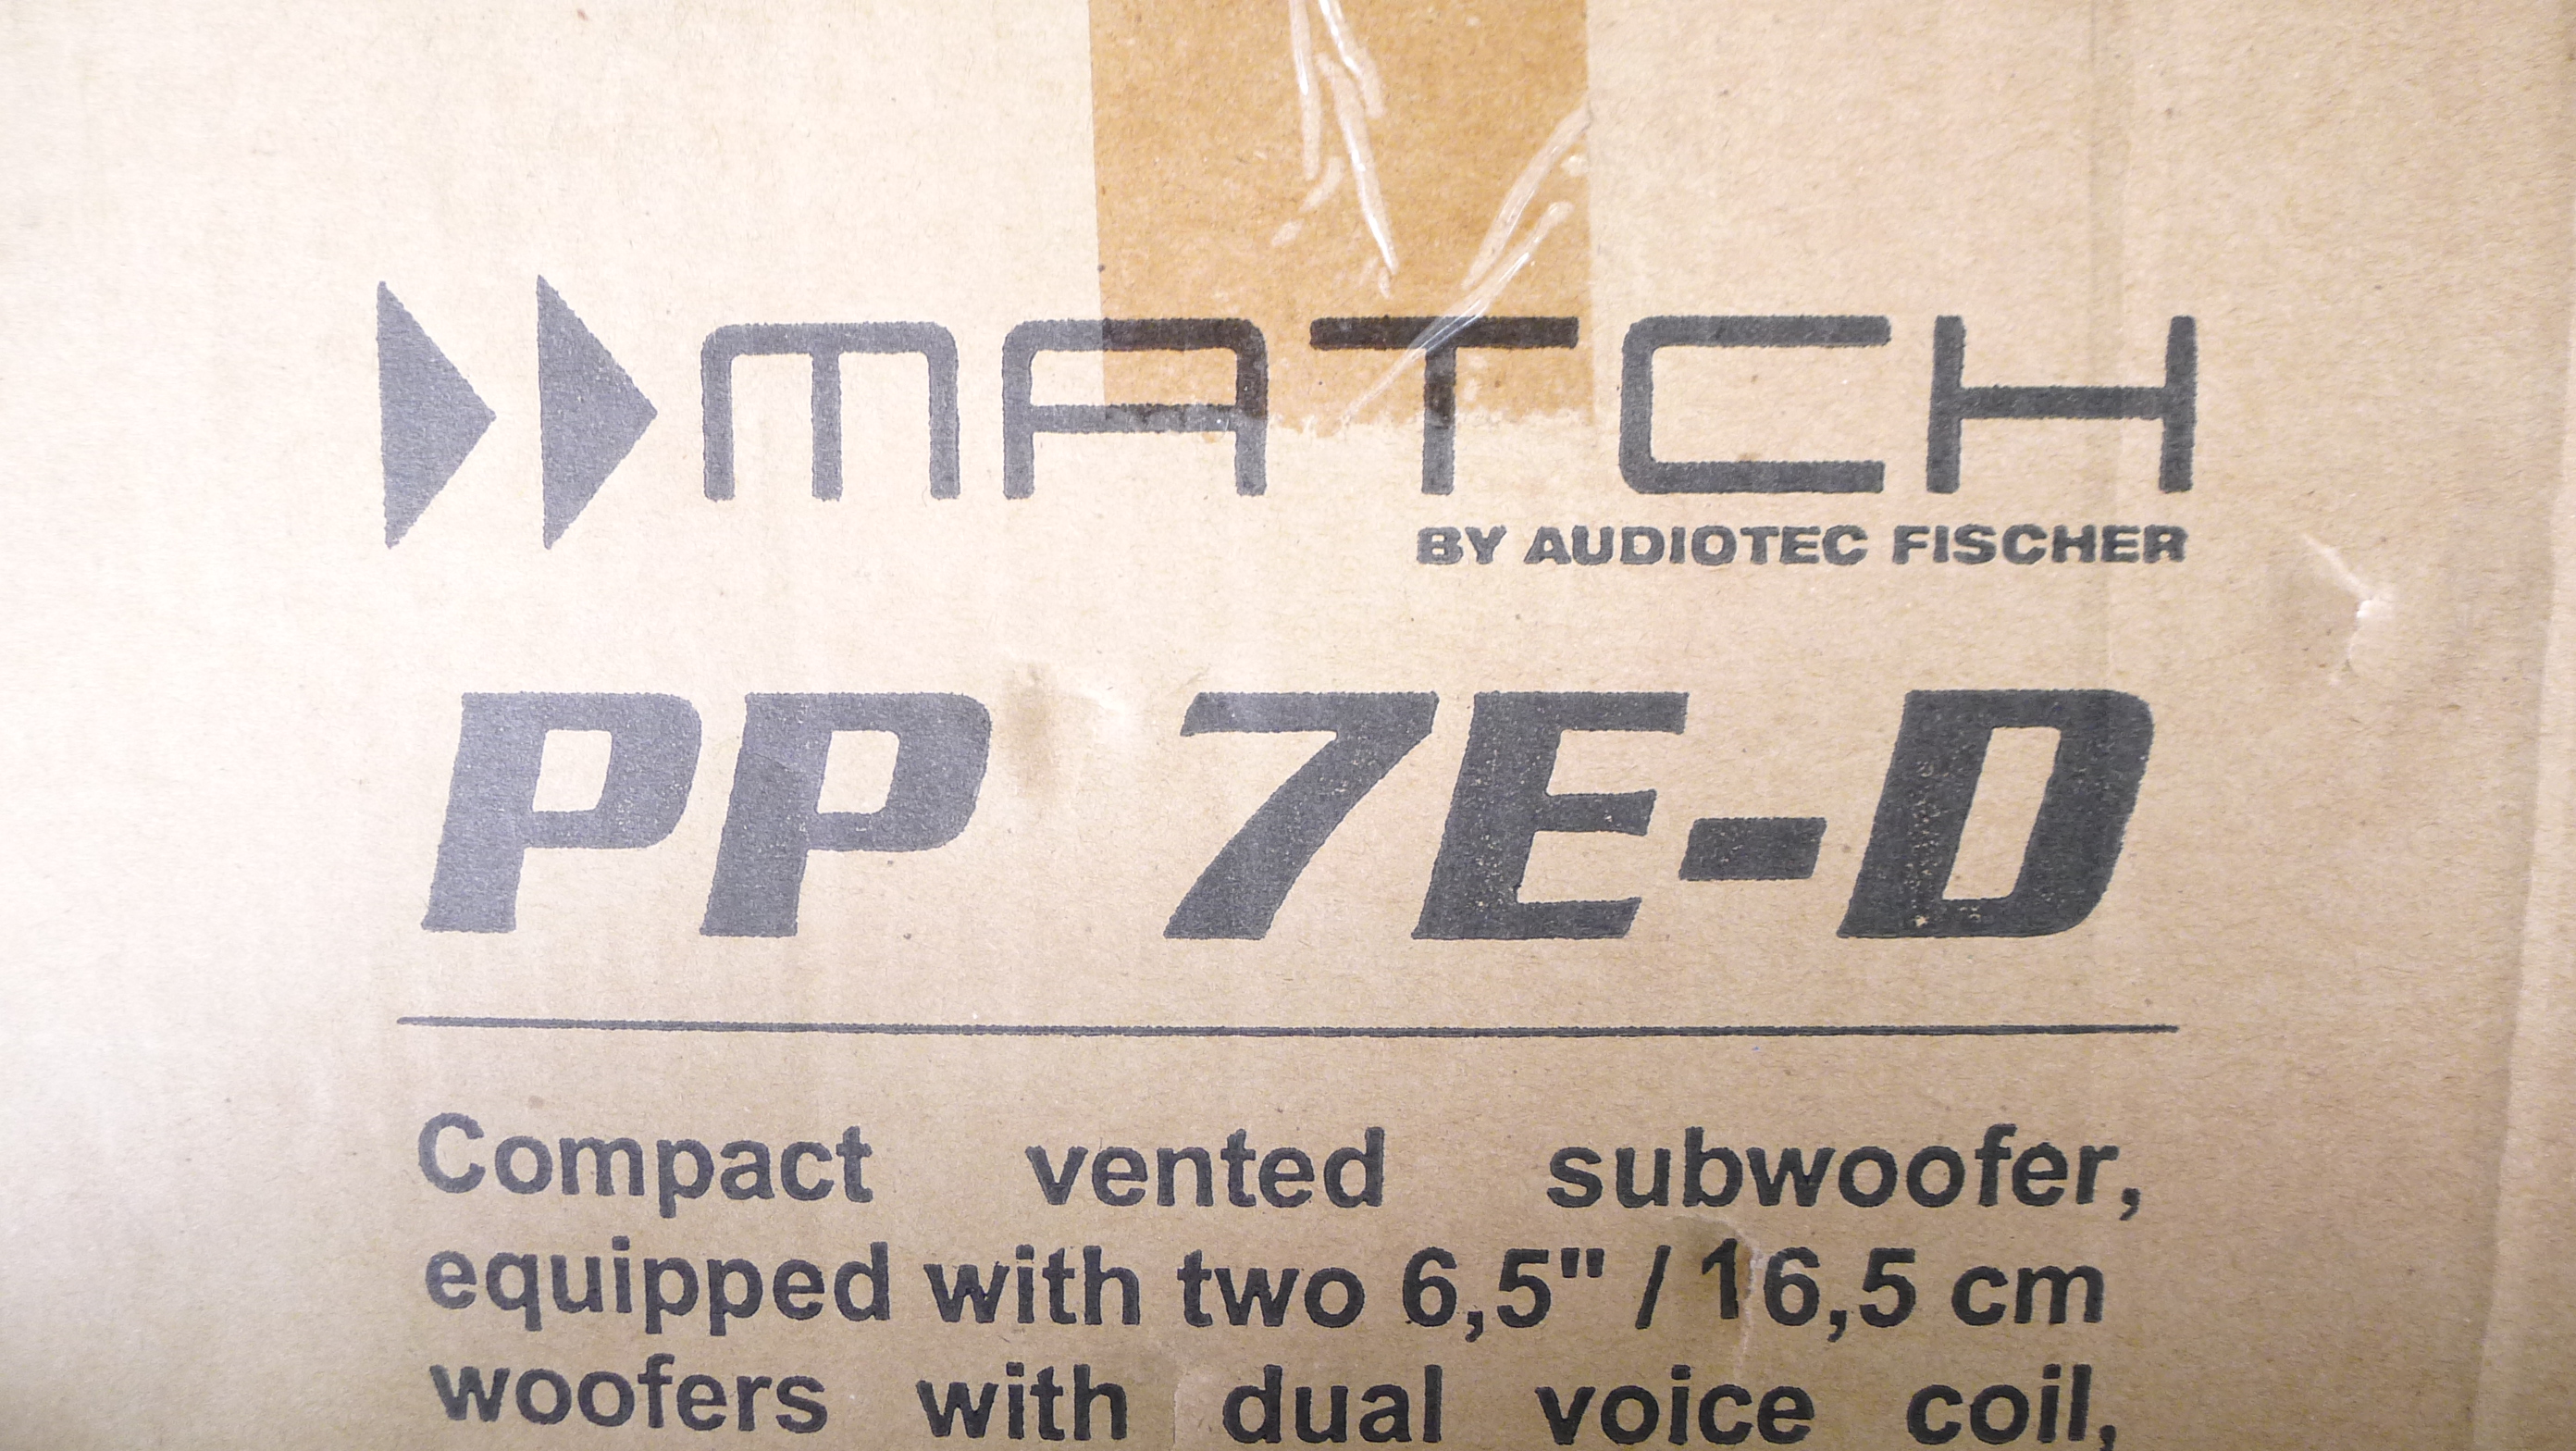 MATCH
BY AUDIOTEC FISCHER
PP 7E-D
Compact vented subwoofer,
equipped with two 6,5" / 16,5 cm
woofers with dual voice coil,